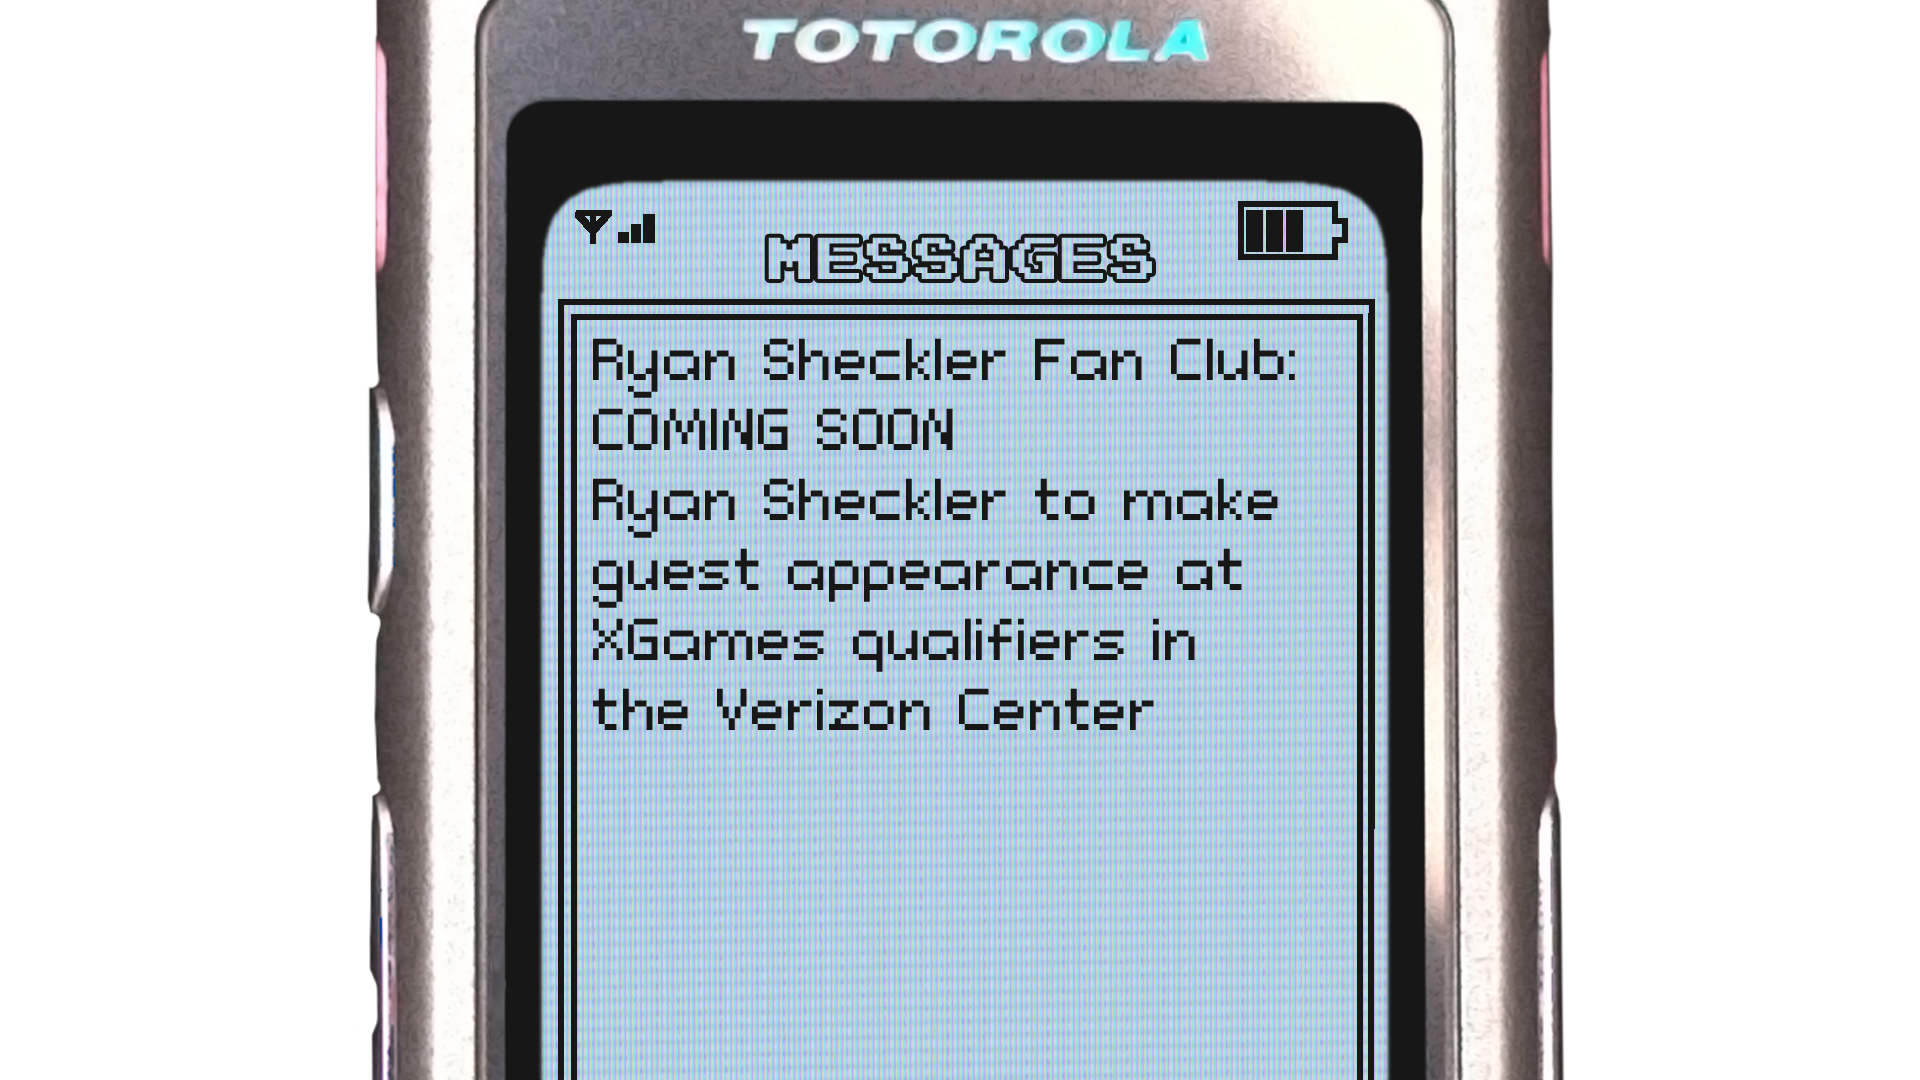 TOTOROLA
MESSAGES
Ryan Sheckler Fan Club:
COMING SOON
Ryan Sheckler to make
guest appearance at
XGames qualifiers in
the Verizon Center